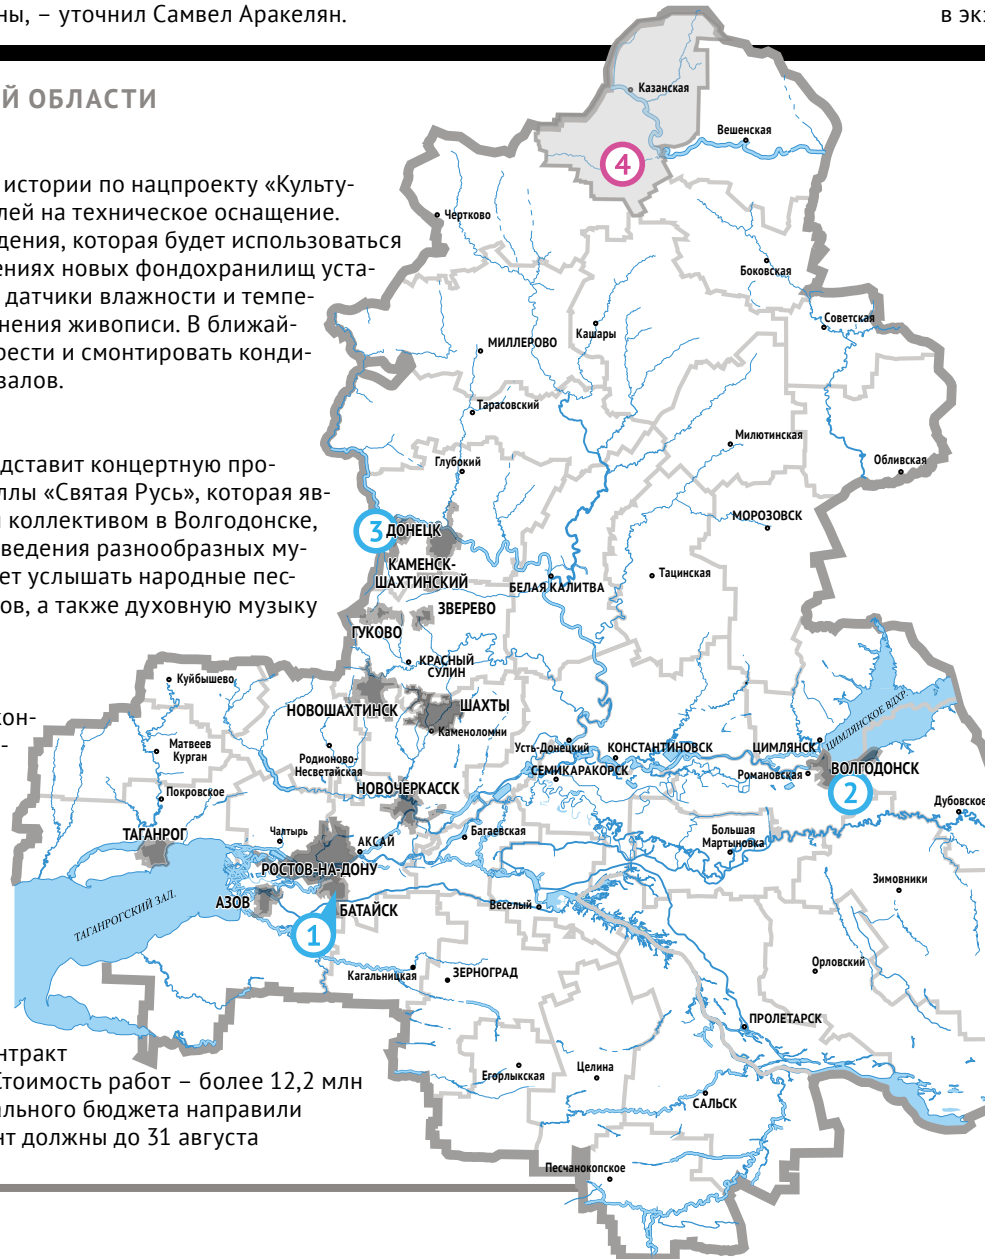 ны, – уточнил Самвел Аракелян.
в экз
Й ОБЛАСТИ
истории по нацпроекту «Культу-
лей на техническое оснащение.
дения, которая будет использоваться
ениях новых фондохранилищ уста-
датчики влажности и темпе-
нения живописи. В ближай-
рести и смонтировать конди-
залов.
дставит концертную про-
ллы «Святая Русь», которая яв-
коллективом в Волгодонске,
ведения разнообразных му-
ет услышать народные пес-
ов, а также духовную музыку
кон-
-
нтракт
Стоимость работ – более 12,2 млн
ального бюджета направили
нт должны до 31 августа
Казанская
Вешенская
4
Чертково
Боковская
Советская
Кашары
МИЛЛЕРОВО
Тарасовский
Милютинская
Глубокий
Обливская
МОРОЗОВСК
3
ДОНЕЦК
КАМЕНСК-
ШАХТИНСКИЙ
Тацинская
БЕЛАЯ КАЛИТВА
ЗВЕРЕВО
ГУКОВО
КРАСНЫЙ
СУЛИН
Куйбышево
НОВОШАХТИНСК
ШАХТЫ
Каменоломни
ЦИМЛЯНСКОЕ ВДХР.
Матвеев
Курган
Родионово-
Несветайская
Усть-Донецкий
КОНСТАНТИНОВСК
ЦИМЛЯНСК
СЕМИКАРАКОРСК
Романовская
ВОЛГОДОНСК
2
Покровское
НОВОЧЕРКАССК
Дубовское
ТАГАНРОГ
Чалтырь
АКСАЙ
Багаевская
Большая
Мартыновка
РОСТОВ-НА-ДОНУ
Зимовники
АЗОВ
БАТАЙСК
Веселый
ТАГАНРОГСКИЙ ЗАЛ.
1
Кагальницкая
ЗЕРНОГРАД
Орловский
ПРОЛЕТАРСК
Егорлыкская
Целина
САЛЬСК
Песчанокопское